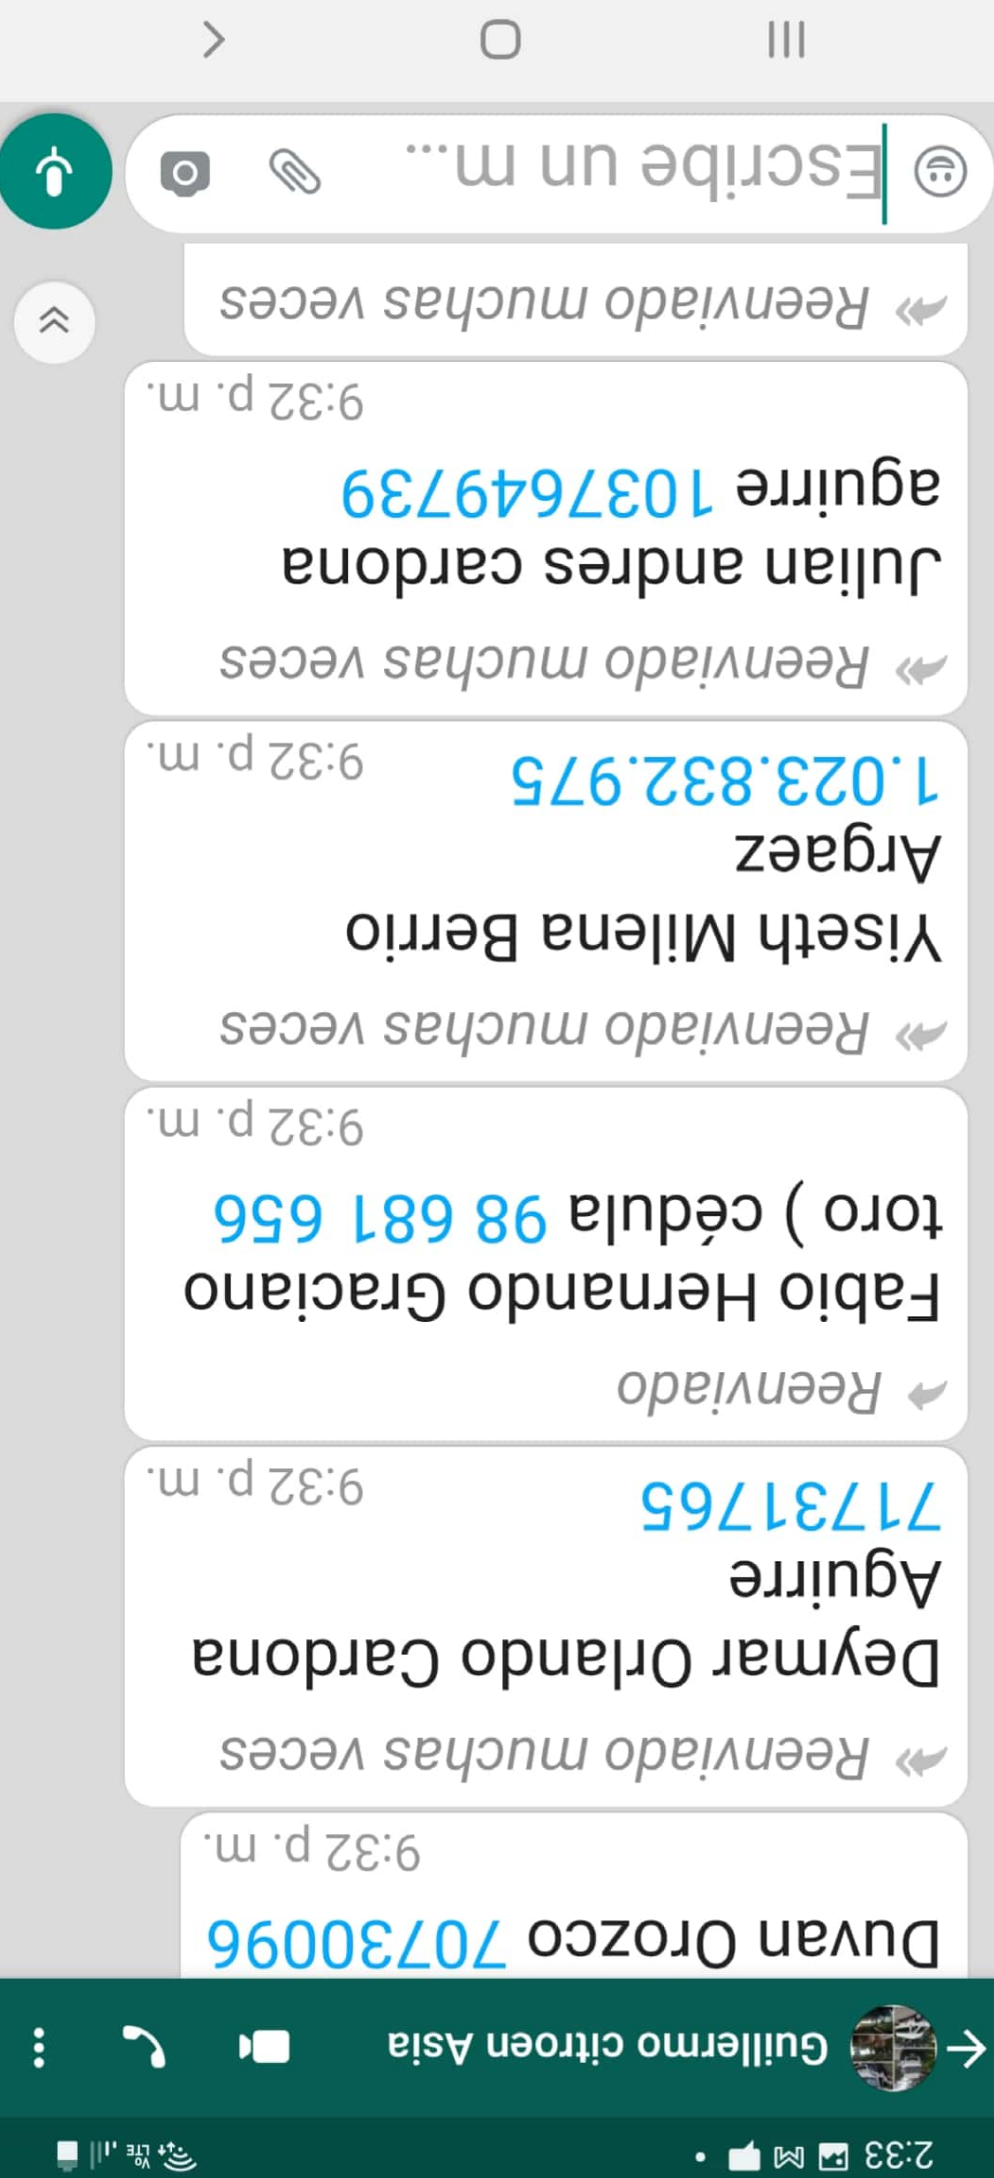 2:33
Vo LTE
Guillermo citroen Asia
Duvan Orozco 70730096
9:32 p. m.
Reenviado muchas veces
Deymar Orlando Cardona
Aguirre
71731765
9:32 p. m.
Reenviado
Fabio Hernando Graciano
toro ) cédula 98 681 656
9:32 p. m.
Reenviado muchas veces
Yiseth Milena Berrio
Argaez
1.023.832.975
9:32 p. m.
Reenviado muchas veces
Julian andres cardona
aguirre 1037649739
9:32 p. m.
Reenviado muchas veces
Escribe un m...